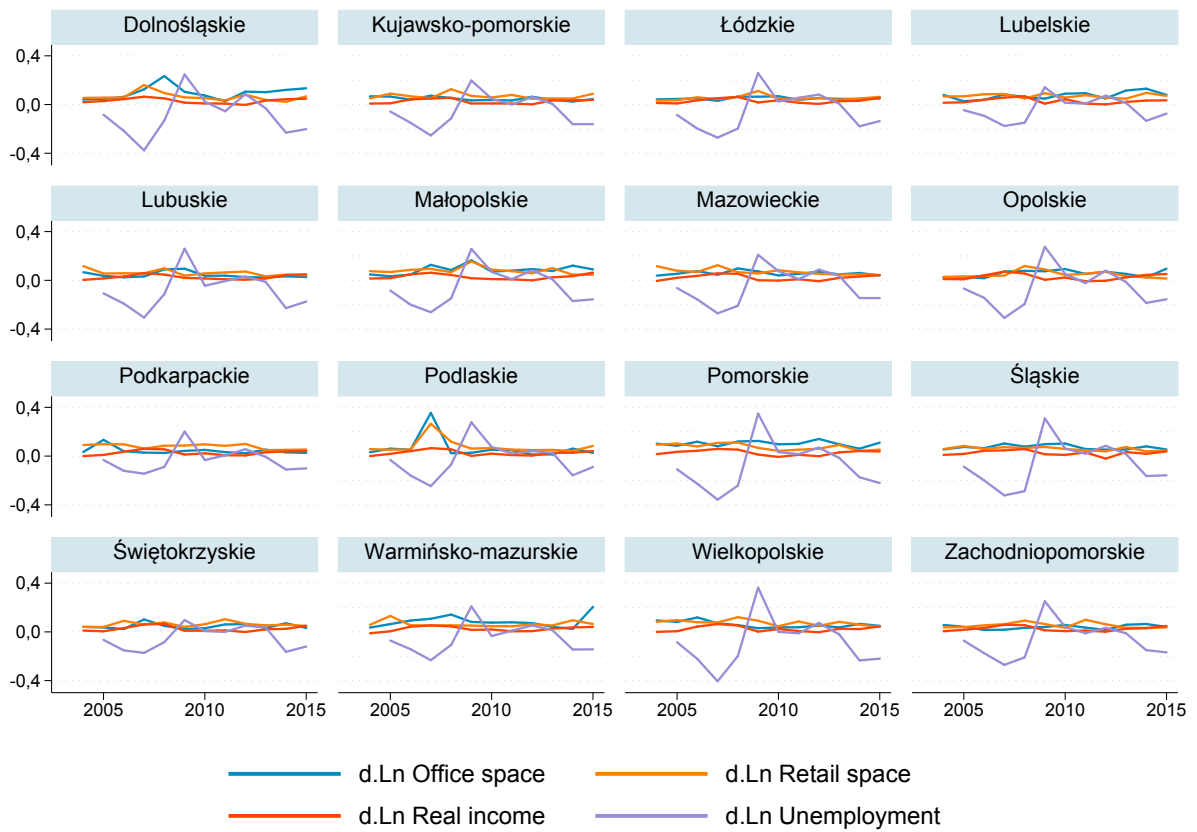 Dolnośląskie Kujawsko-pomorskie Łódzkie Lubelskie
0,4
0,0
-0,4
Lubuskie Małopolskie Mazowieckie Opolskie
0,4
0,0
-0,4
Podkarpackie Podlaskie Pomorskie Śląskie
0,4
0,0
-0,4
Świętokrzyskie Warmińsko-mazurskie Wielkopolskie Zachodniopomorskie
0,4
0,0
-0,4
2005 2010 2015 2005 2010 2015 2005 2010 2015 2005 2010 2015
d.Ln Office space d.Ln Retail space
d.Ln Real income d.Ln Unemployment